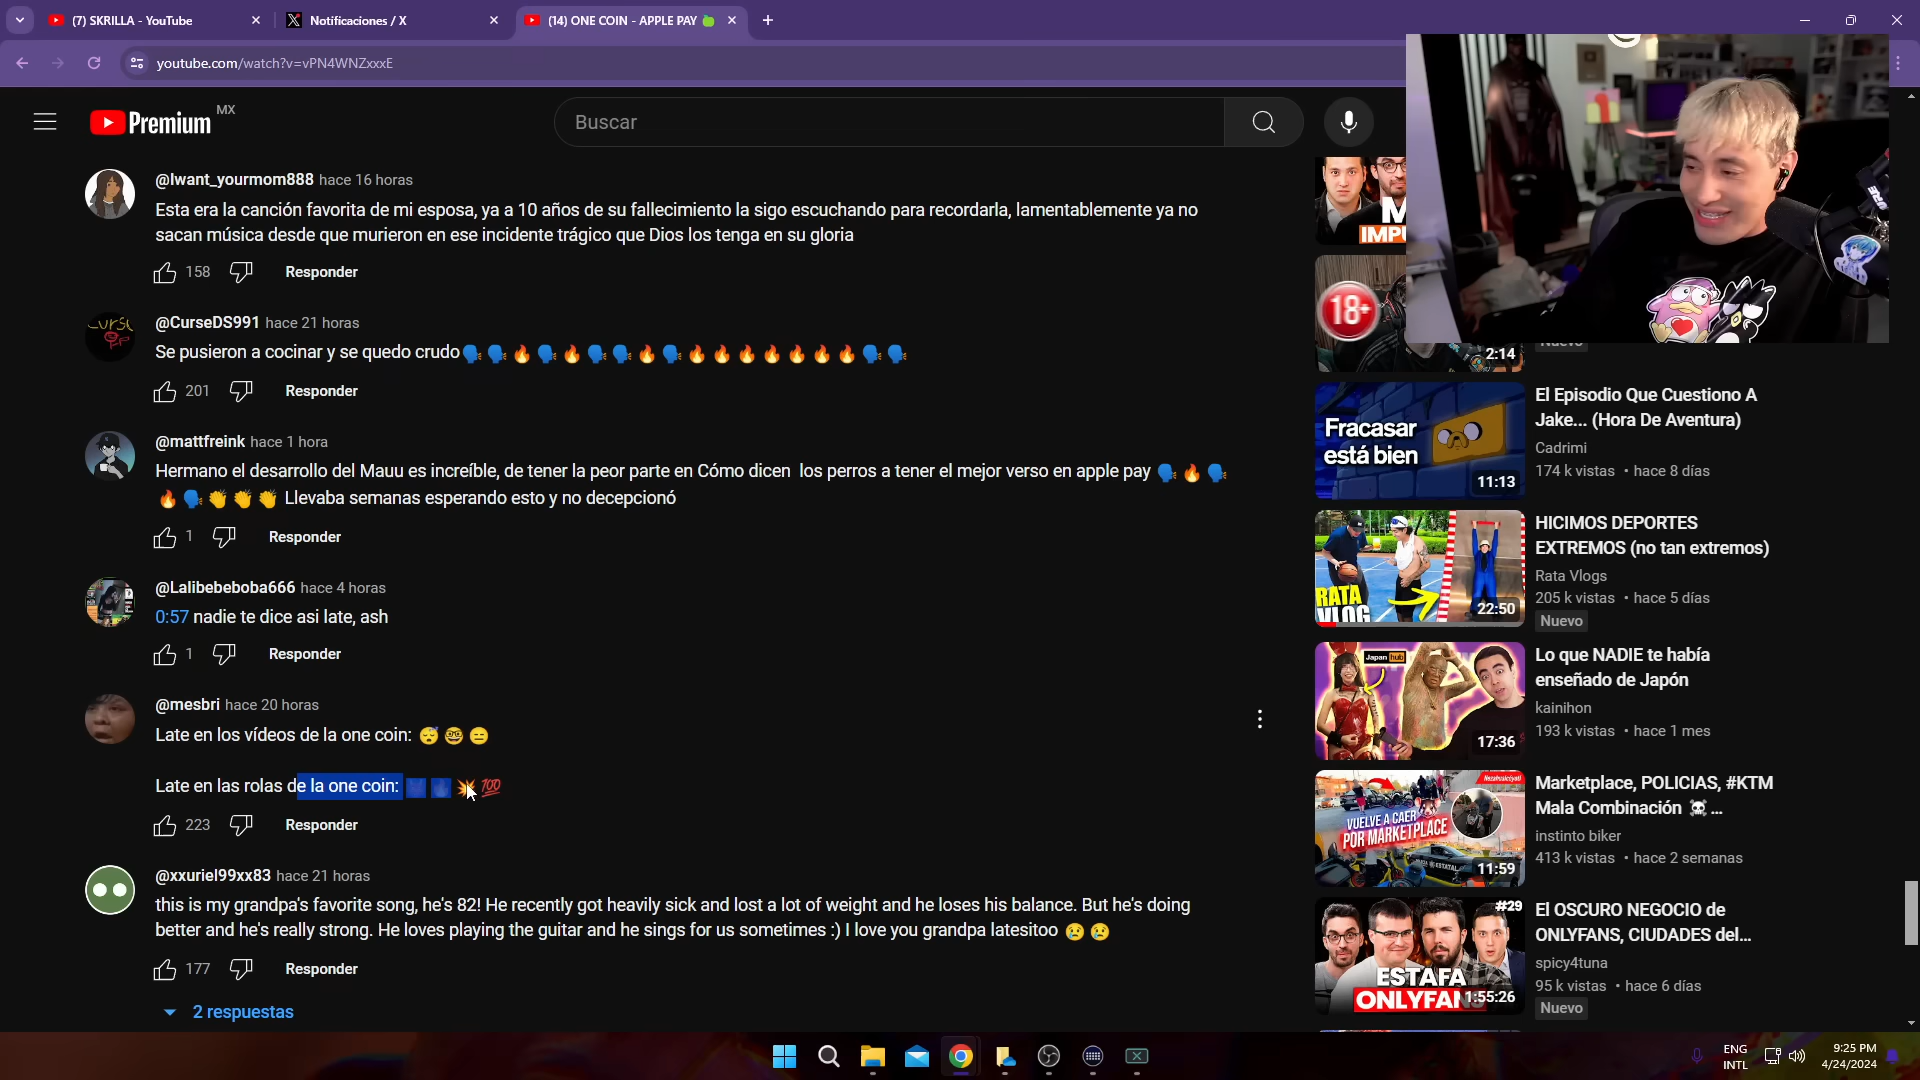 (7) SKRILLA - YouTube
Notificaciones / X
(14) ONE COIN - APPLE PAY 🍏
youtube.com/watch?v=vPN4WNZxxxE
Premium
MX
Buscar
@Iwant_yourmom888 hace 16 horas
Esta era la canción favorita de mi esposa, ya a 10 años de su fallecimiento la sigo escuchando para recordarla, lamentablemente ya no
sacan música desde que murieron en ese incidente trágico que Dios los tenga en su gloria
158 Responder
@CurseDS991 hace 21 horas
Se pusieron a cocinar y se quedo crudo🗣️🗣️🔥🗣️🔥🗣️🗣️🔥🗣️🔥🔥🔥🔥🔥🔥🔥🗣️🗣️
201 Responder
@mattfreink hace 1 hora
Hermano el desarrollo del Mauu es increíble, de tener la peor parte en Cómo dicen los perros a tener el mejor verso en apple pay 🗣️🔥🗣️
🔥🗣️👏👏👏 Llevaba semanas esperando esto y no decepcionó
1 Responder
@Lalibebeboba666 hace 4 horas
0:57 nadie te dice asi late, ash
1 Responder
@mesbri hace 20 horas
Late en los vídeos de la one coin: 😴🤓😑
Late en las rolas de la one coin: 💥💯
223 Responder
@xxuriel99xx83 hace 21 horas
this is my grandpa's favorite song, he's 82! He recently got heavily sick and lost a lot of weight and he loses his balance. But he's doing
better and he's really strong. He loves playing the guitar and he sings for us sometimes :) I love you grandpa latesitoo 😢😢
177 Responder
2 respuestas
IMPU
18+
2:14
Nuevo
Fracasar
está bien
11:13
El Episodio Que Cuestiono A
Jake... (Hora De Aventura)
Cadrimi
174 k vistas • hace 8 días
RATA
VLOG
22:50
HICIMOS DEPORTES
EXTREMOS (no tan extremos)
Rata Vlogs
205 k vistas • hace 5 días
Nuevo
Japan hub
17:36
Lo que NADIE te había
enseñado de Japón
kainihon
193 k vistas • hace 1 mes
VUELVE A CAER
POR MARKETPLACE
11:59
Marketplace, POLICIAS, #KTM
Mala Combinación ☠️...
instinto biker
413 k vistas • hace 2 semanas
#29
ESTAFA
ONLYFAN
1:55:26
El OSCURO NEGOCIO de
ONLYFANS, CIUDADES del...
spicy4tuna
95 k vistas • hace 6 días
Nuevo
ENG
INTL
9:25 PM
4/24/2024